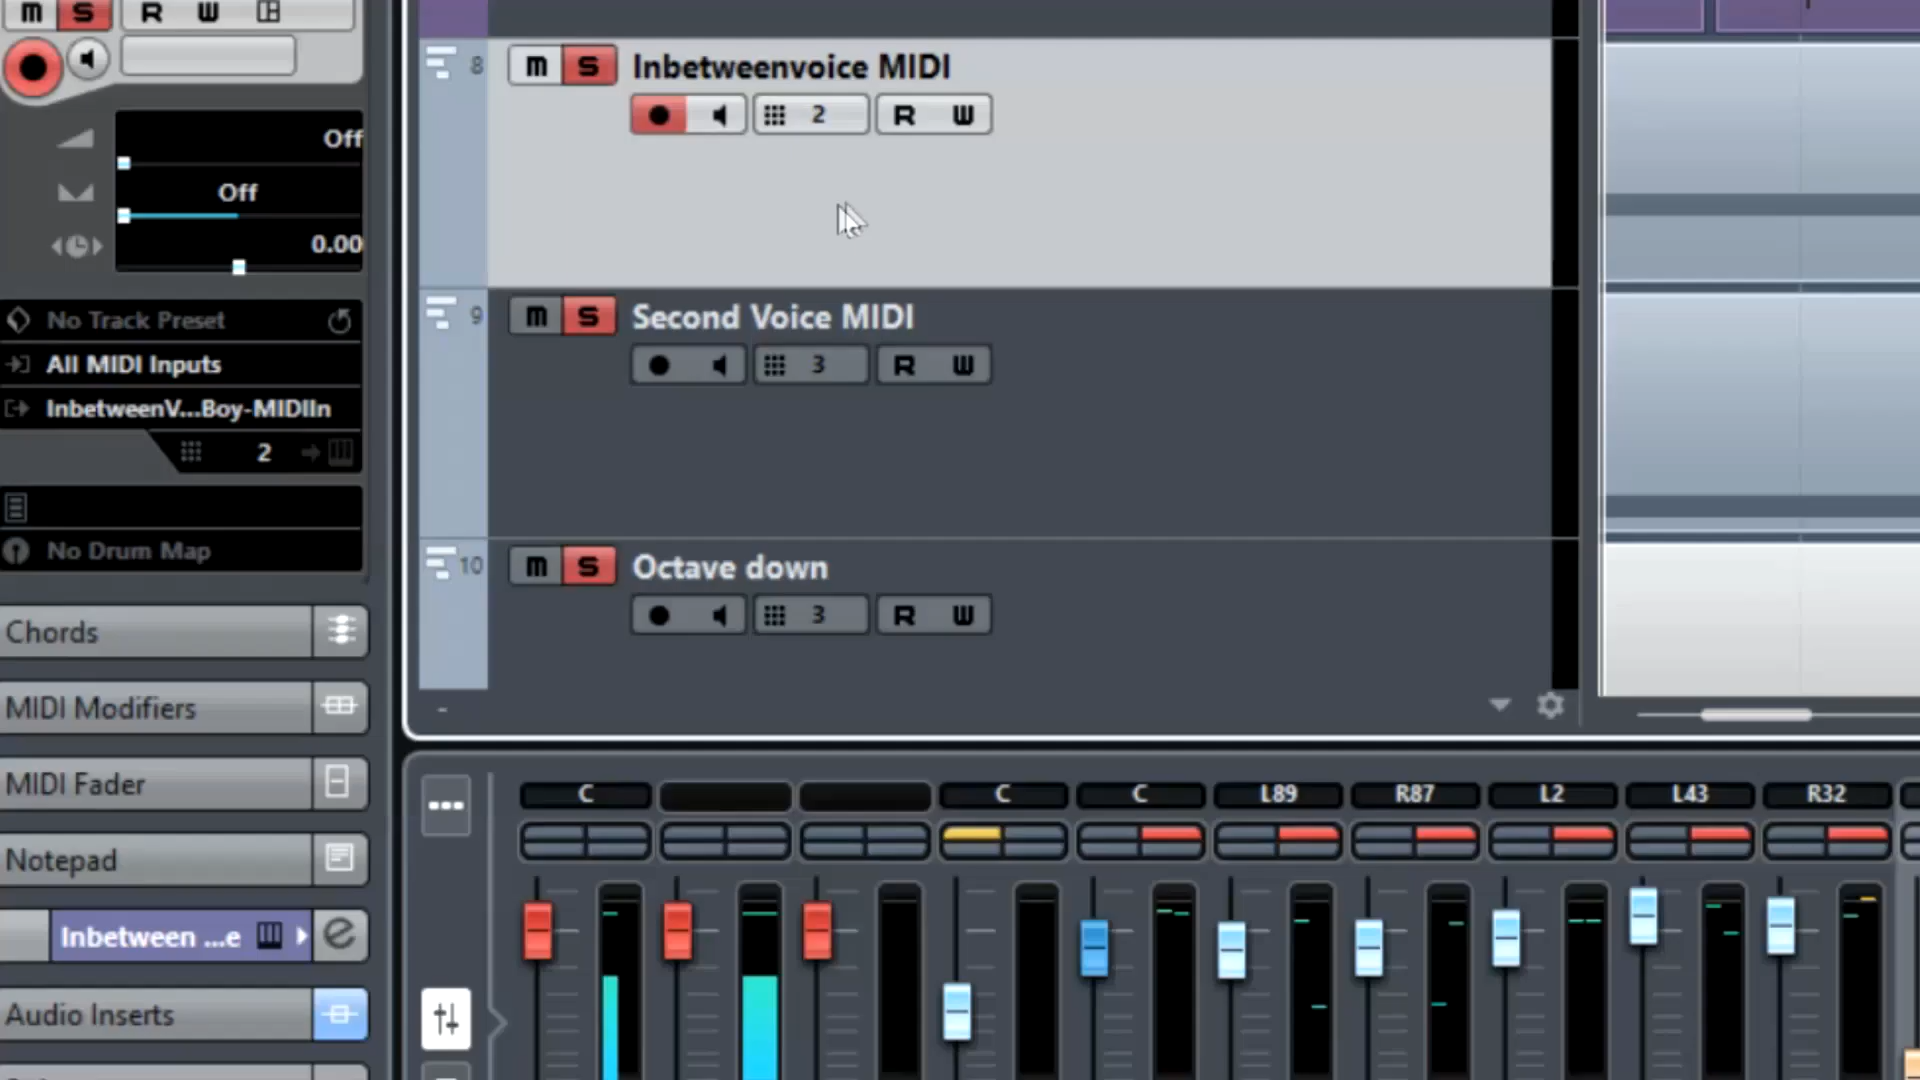 M S R W
8 M S Inbetweenvoice MIDI
2 R W
Off
Off
0.00
No Track Preset
All MIDI Inputs
InbetweenV...Boy-MIDIIn
2
No Drum Map
9 M S Second Voice MIDI
3 R W
10 M S Octave down
3 R W
Chords
MIDI Modifiers
MIDI Fader
Notepad
Inbetween ...e
Audio Inserts
C C C L89 R87 L2 L43 R32